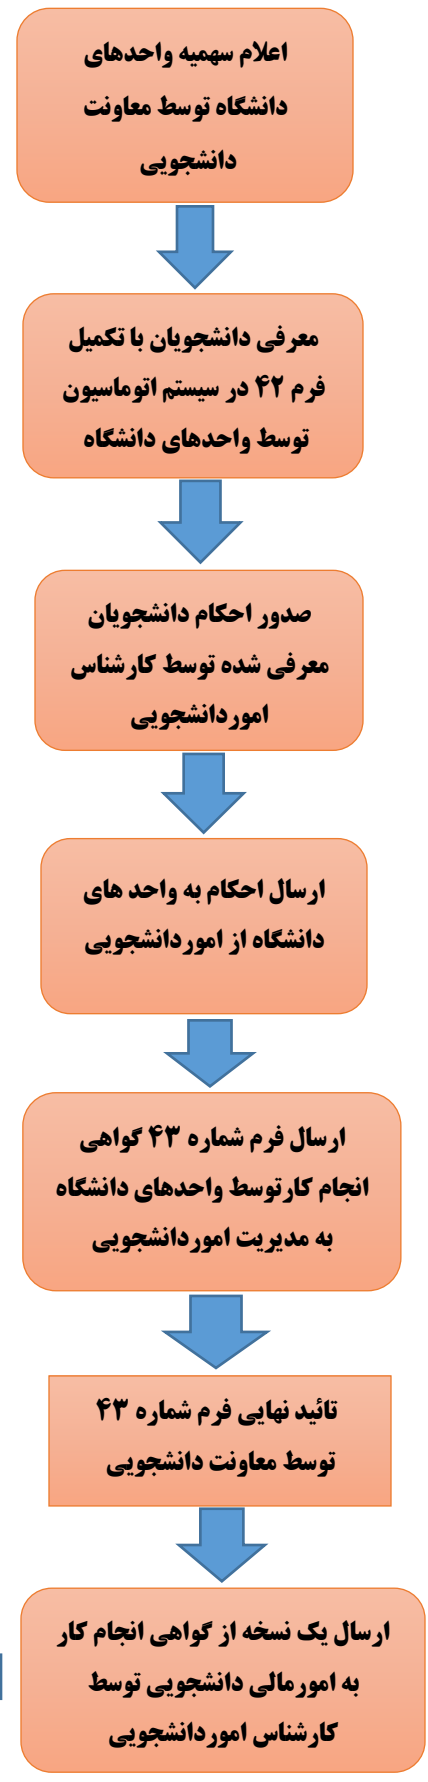 اعلام سهمیه واحدهای
دانشگاه توسط معاونت
دانشجویی
معرفی دانشجویان با تکمیل
فرم ۴۲ در سیستم اتوماسیون
توسط واحدهای دانشگاه
صدور احکام دانشجویان
معرفی شده توسط کارشناس
اموردانشجویی
ارسال احکام به واحد های
دانشگاه از اموردانشجویی
ارسال فرم شماره ۴۳ گواهی
انجام کارتوسط واحدهای دانشگاه
به مدیریت اموردانشجویی
تائید نهایی فرم شماره ۴۳
توسط معاونت دانشجویی
ارسال یک نسخه از گواهی انجام کار
به امورمالی دانشجویی توسط
کارشناس اموردانشجویی